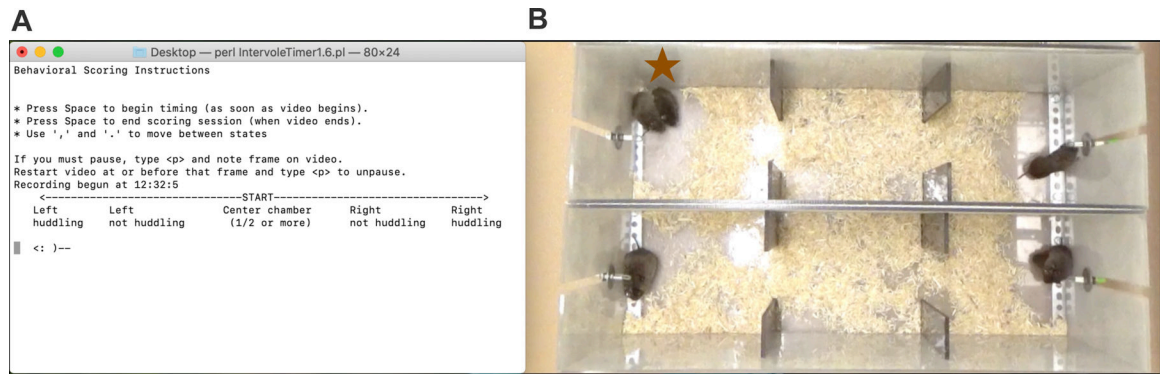 A
B
Desktop — perl IntervoleTimer1.6.pl — 80×24
Behavioral Scoring Instructions
* Press Space to begin timing (as soon as video begins).
* Press Space to end scoring session (when video ends).
* Use ',' and '.' to move between states
If you must pause, type <p> and note frame on video.
Restart video at or before that frame and type <p> to unpause.
Recording begun at 12:32:5
<---------------------------------START----------------------------------->
Left Left Center chamber Right Right
huddling not huddling (1/2 or more) not huddling huddling
<: )--